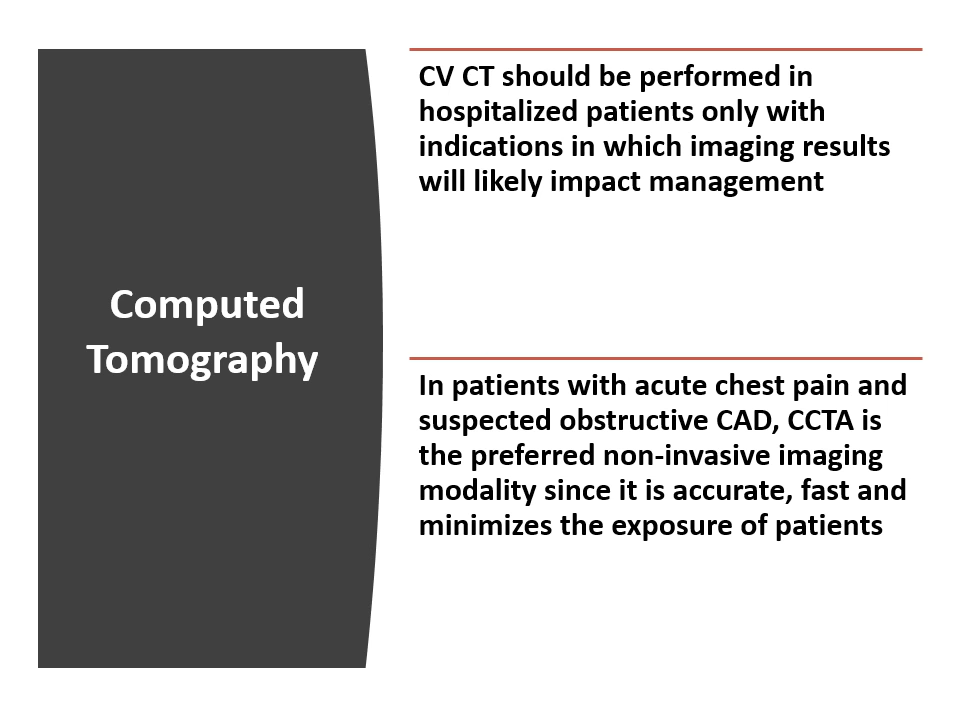 Computed
Tomography
CV CT should be performed in
hospitalized patients only with
indications in which imaging results
will likely impact management
In patients with acute chest pain and
suspected obstructive CAD, CCTA is
the preferred non-invasive imaging
modality since it is accurate, fast and
minimizes the exposure of patients